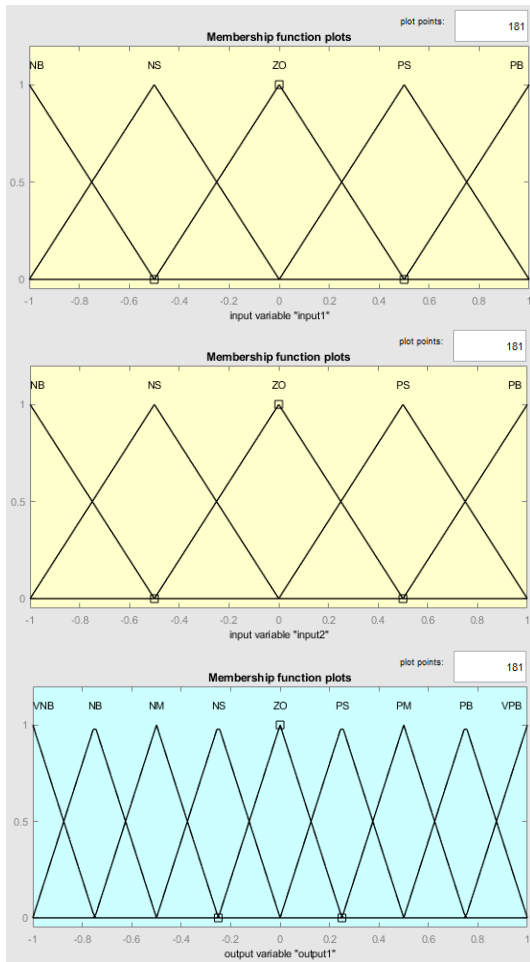 plot points: 181
Membership function plots
NB NS ZO PS PB
1
0.5
0
-1 -0.8 -0.6 -0.4 -0.2 0 0.2 0.4 0.6 0.8 1
input variable "input1"
plot points: 181
Membership function plots
NB NS ZO PS PB
1
0.5
0
-1 -0.8 -0.6 -0.4 -0.2 0 0.2 0.4 0.6 0.8 1
input variable "input2"
plot points: 181
Membership function plots
VNB NB NM NS ZO PS PM PB VPB
1
0.5
0
-1 -0.8 -0.6 -0.4 -0.2 0 0.2 0.4 0.6 0.8 1
output variable "output1"